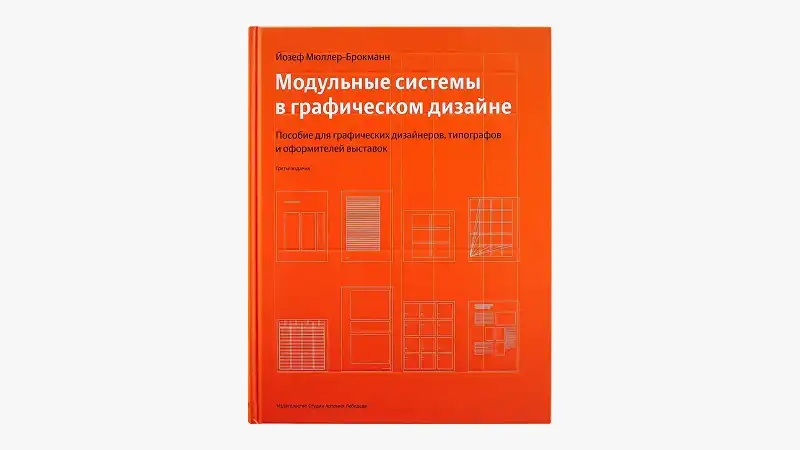 Йозеф Мюллер-Брокманн
Модульные системы
в графическом дизайне
Пособие для графических дизайнеров, типографов
и оформителей выставок
Третье издание
Издательство Студии Артемия Лебедева